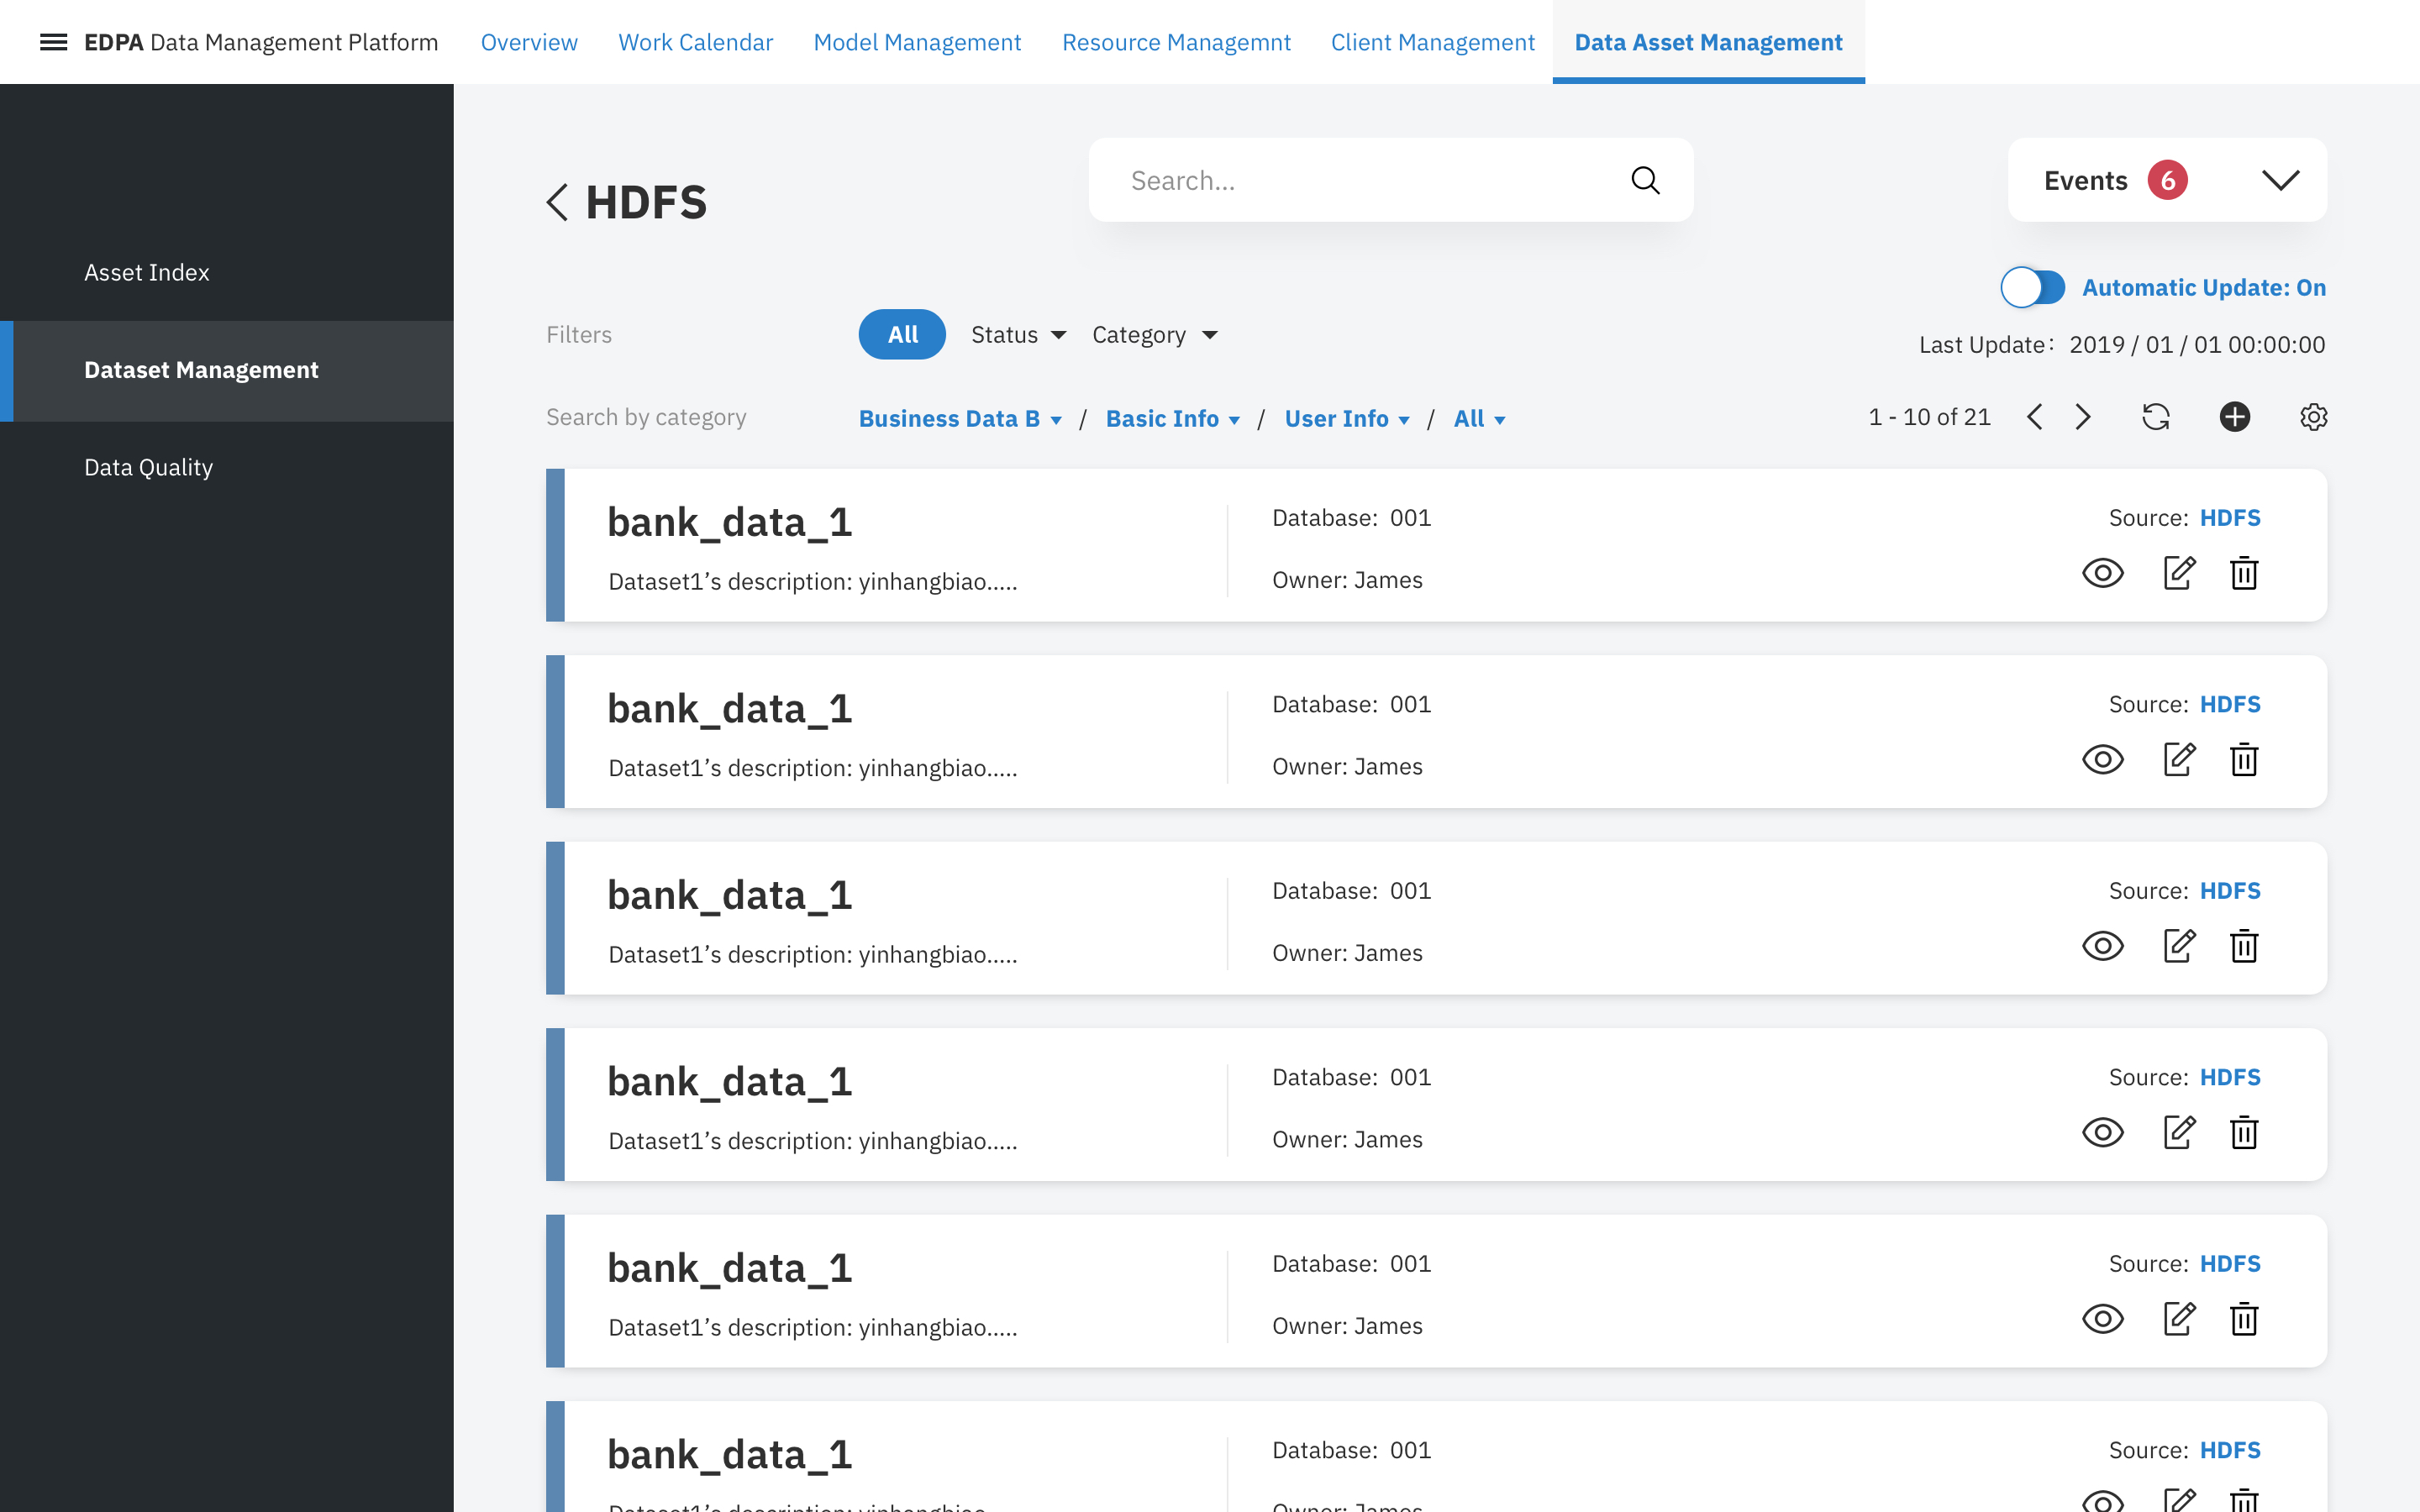 EDPA Data Management Platform Overview Work Calendar Model Management Resource Managemnt Client Management Data Asset Management
Asset Index
Dataset Management
Data Quality
HDFS
Search...
Events 6
Automatic Update: On
Filters All Status Category
Last Update: 2019 / 01 / 01 00:00:00
Search by category Business Data B / Basic Info / User Info / All
1 - 10 of 21
bank_data_1
Dataset1’s description: yinhangbiao.....
Database: 001
Owner: James
Source: HDFS
bank_data_1
Dataset1’s description: yinhangbiao.....
Database: 001
Owner: James
Source: HDFS
bank_data_1
Dataset1’s description: yinhangbiao.....
Database: 001
Owner: James
Source: HDFS
bank_data_1
Dataset1’s description: yinhangbiao.....
Database: 001
Owner: James
Source: HDFS
bank_data_1
Dataset1’s description: yinhangbiao.....
Database: 001
Owner: James
Source: HDFS
bank_data_1
Dataset1’s description: yinhangbiao
Database: 001
Owner: James
Source: HDFS